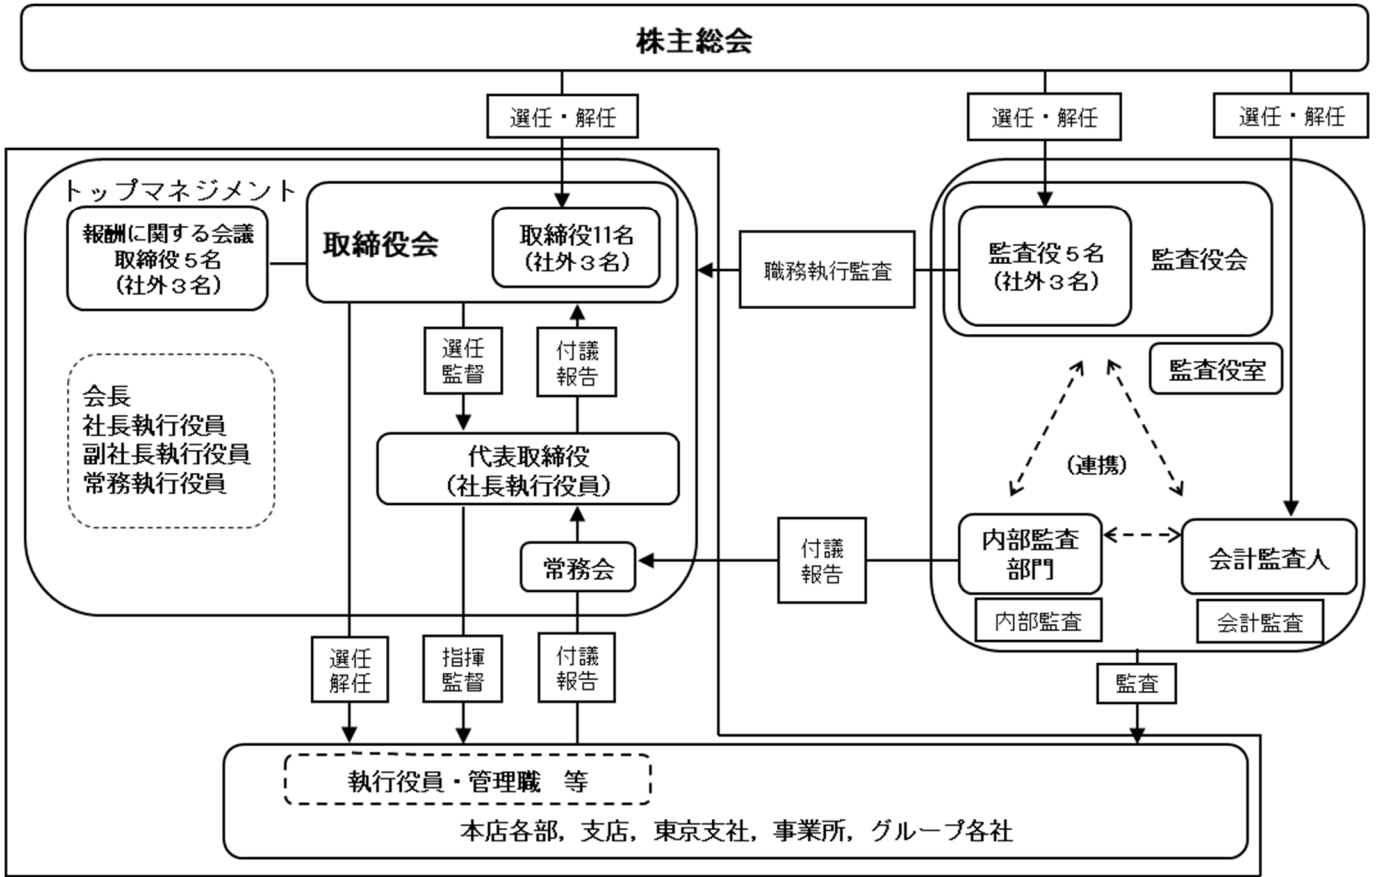 株主総会
選任・解任
選任・解任
選任・解任
トップマネジメント
報酬に関する会議
取締役５名
(社外３名)
取締役会
取締役11名
(社外３名)
職務執行監査
監査役５名
(社外３名)
監査役会
監査役室
選任
監督
付議
報告
会長
社長執行役員
副社長執行役員
常務執行役員
代表取締役
(社長執行役員)
(連携)
常務会
付議
報告
内部監査
部門
内部監査
会計監査人
会計監査
選任
解任
指揮
監督
付議
報告
監査
執行役員・管理職　等
本店各部，支店，東京支社，事業所，グループ各社